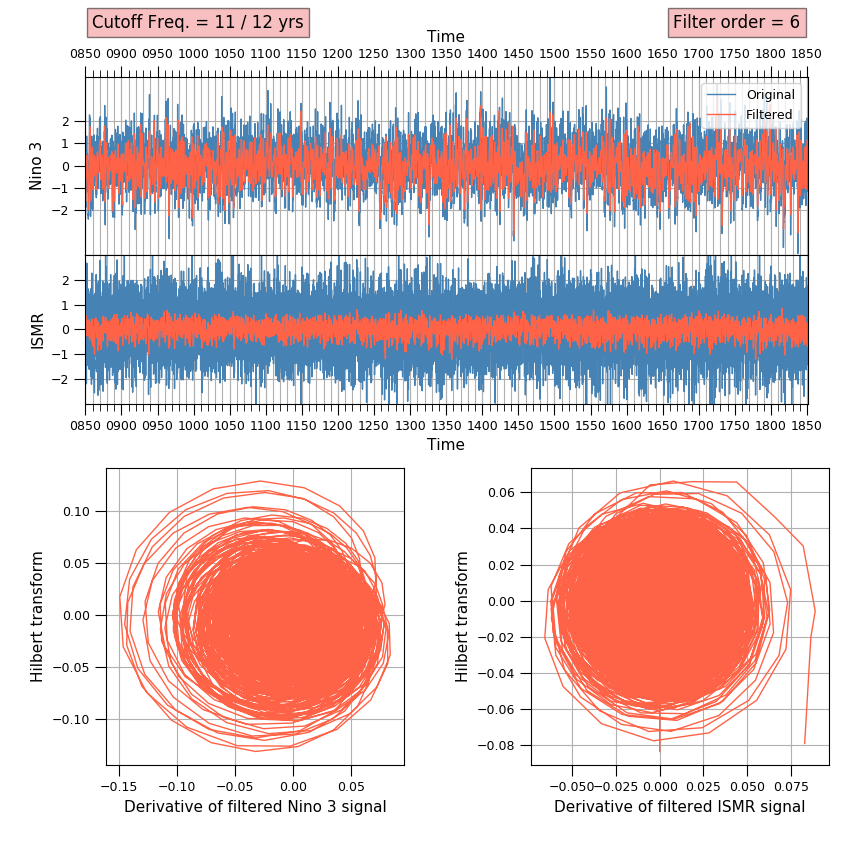 Cutoff Freq. = 11 / 12 yrs
Filter order = 6
Time
0850 0900 0950 1000 1050 1100 1150 1200 1250 1300 1350 1400 1450 1500 1550 1600 1650 1700 1750 1800 1850
Original
Filtered
Nino 3
2
1
0
−1
−2
ISMR
2
1
0
−1
−2
0850 0900 0950 1000 1050 1100 1150 1200 1250 1300 1350 1400 1450 1500 1550 1600 1650 1700 1750 1800 1850
Time
Hilbert transform
0.10
0.05
0.00
−0.05
−0.10
−0.15 −0.10 −0.05 0.00 0.05
Derivative of filtered Nino 3 signal
Hilbert transform
0.06
0.04
0.02
0.00
−0.02
−0.04
−0.06
−0.08
−0.050 −0.025 0.000 0.025 0.050 0.075
Derivative of filtered ISMR signal